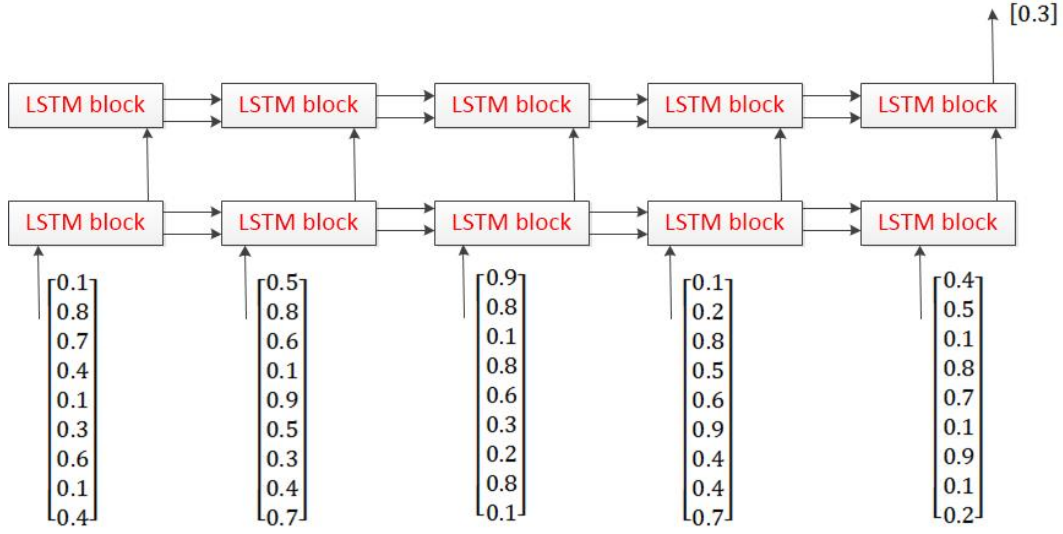 [0.3]
LSTM block LSTM block LSTM block LSTM block LSTM block
LSTM block LSTM block LSTM block LSTM block LSTM block
0.1 0.5 0.9 0.1 0.4
0.8 0.8 0.8 0.2 0.5
0.7 0.6 0.1 0.8 0.1
0.4 0.1 0.8 0.5 0.8
0.1 0.9 0.6 0.6 0.7
0.3 0.5 0.3 0.9 0.1
0.6 0.3 0.2 0.4 0.9
0.1 0.4 0.8 0.4 0.1
0.4 0.7 0.1 0.7 0.2